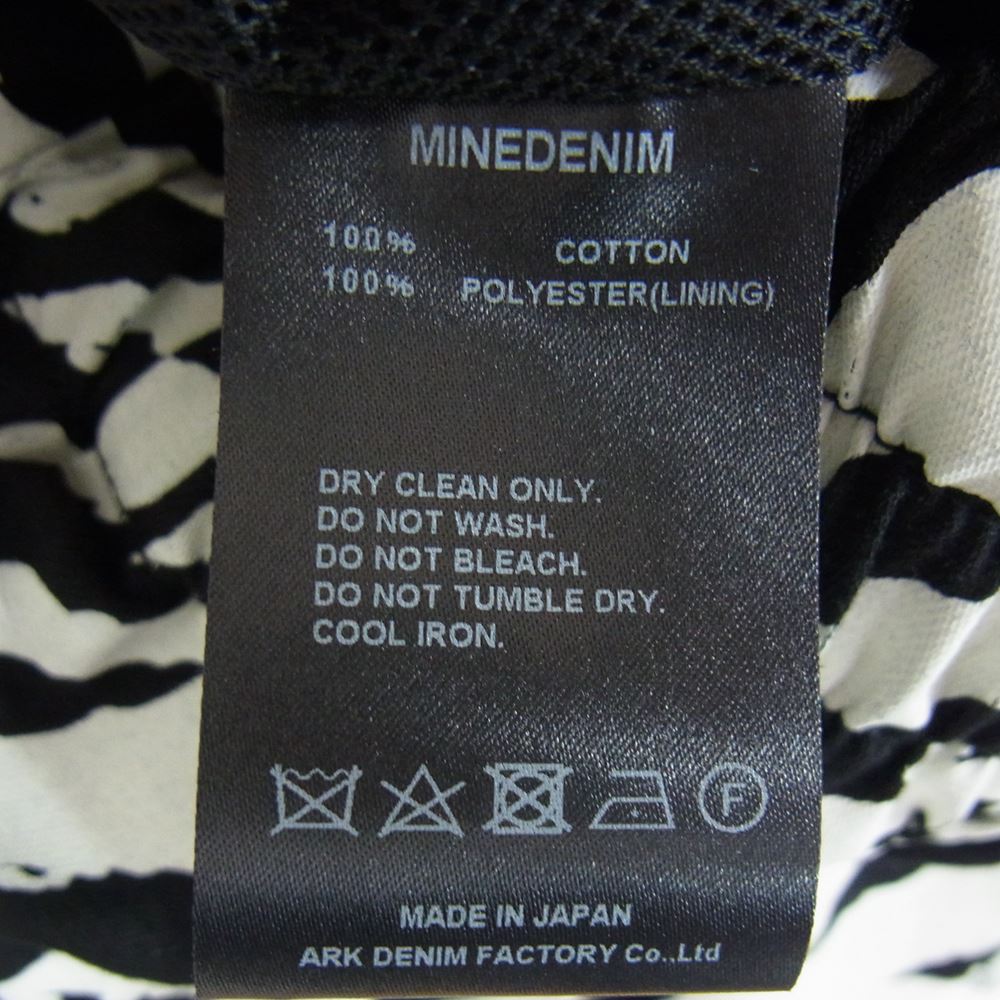 MINEDENIM
100% COTTON
100% POLYESTER(LINING)
DRY CLEAN ONLY.
DO NOT WASH.
DO NOT BLEACH.
DO NOT TUMBLE DRY.
COOL IRON.
F
MADE IN JAPAN
ARK DENIM FACTORY Co.,Ltd